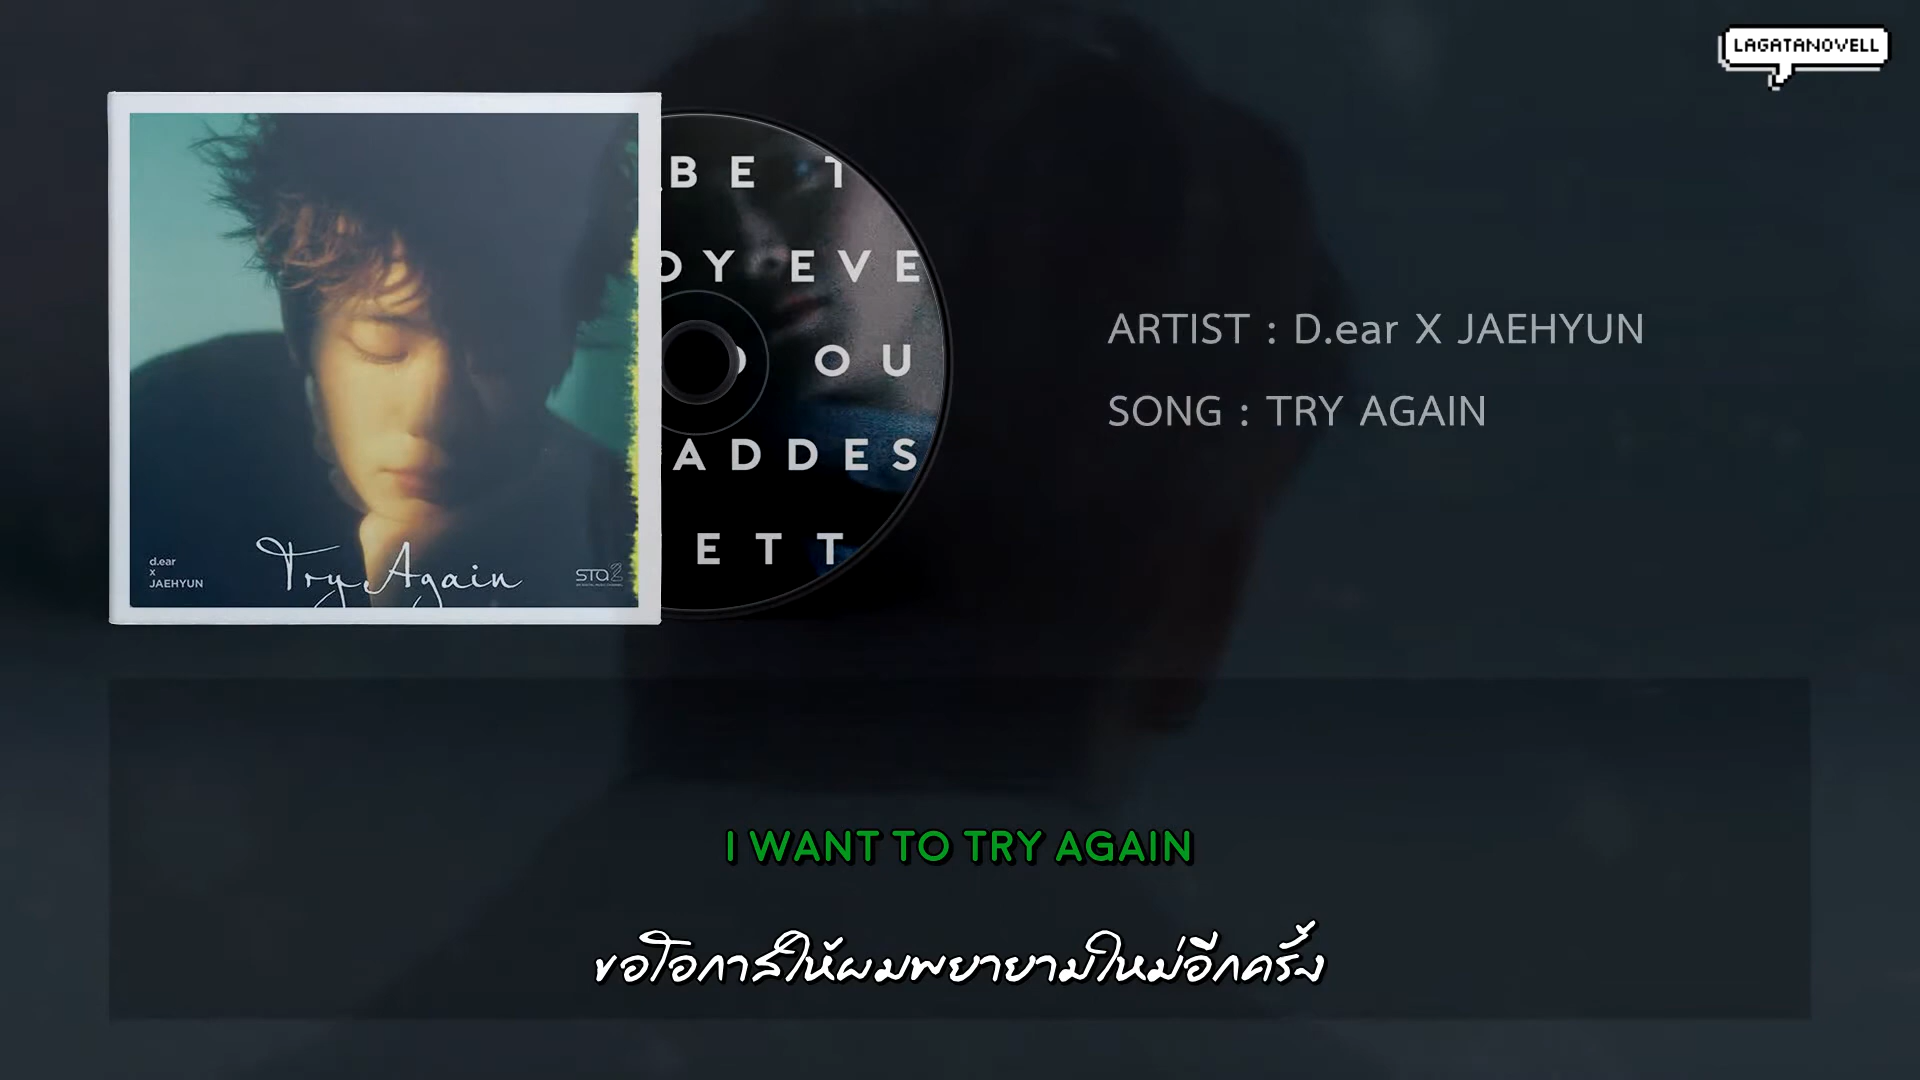 LAGATANOVELL
BE T
OY EVE
OU
ADDES
ETT
d.ear
x
JAEHYUN
Try Again
STA2
ARTIST : D.ear X JAEHYUN
SONG : TRY AGAIN
I WANT TO TRY AGAIN
ขอโอกาสให้ผมพยายามใหม่อีกครั้ง